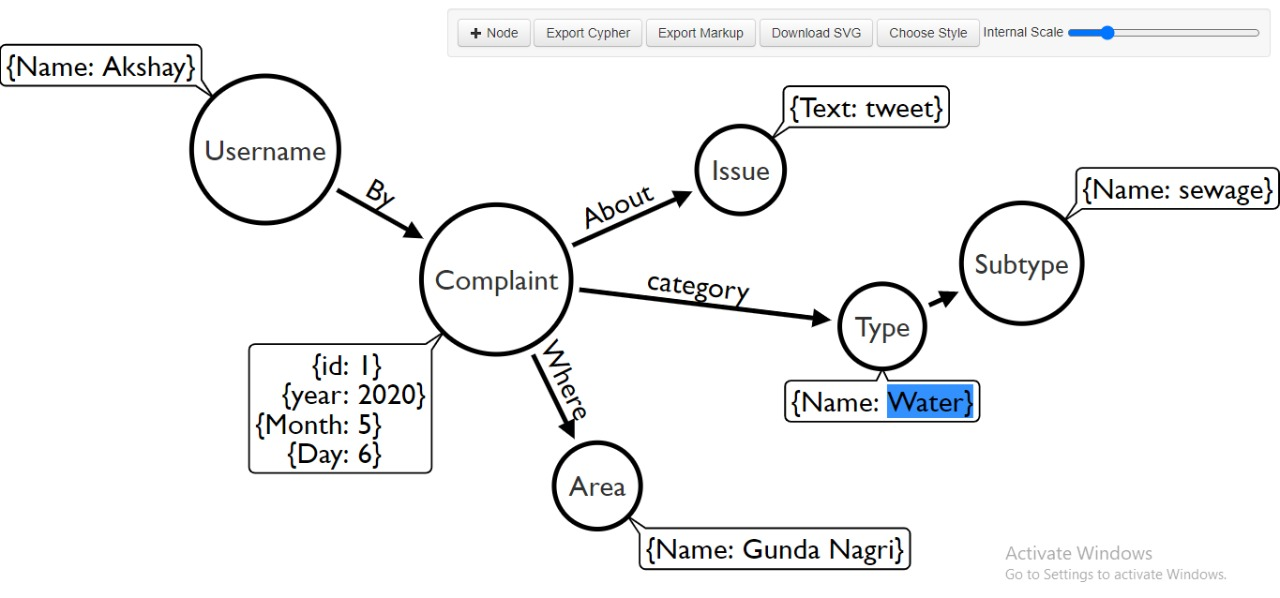 Node
Export Cypher
Export Markup
Download SVG
Choose Style
Internal Scale
{Name: Akshay}
Username
By
{Text: tweet}
Issue
About
{Name: sewage}
Subtype
Complaint
category
Type
{Name: Water}
Where
{id: 1}
{year: 2020}
{Month: 5}
{Day: 6}
Area
{Name: Gunda Nagri}
Activate Windows
Go to Settings to activate Windows.